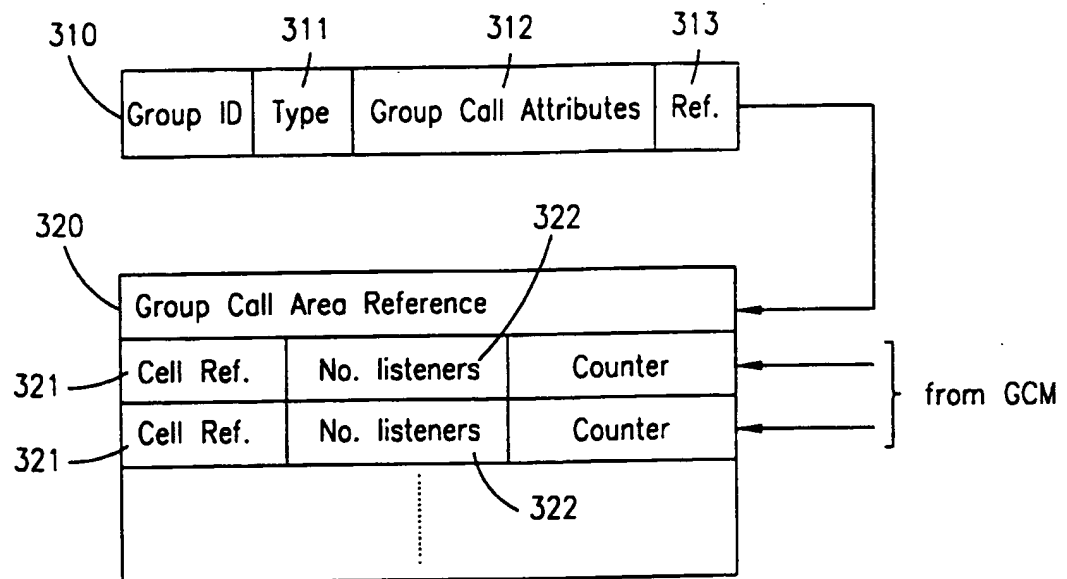 310 311 312 313
Group ID Type Group Call Attributes Ref.
320 322
Group Call Area Reference
321 Cell Ref. No. listeners Counter
from GCM
321 Cell Ref. No. listeners Counter
322